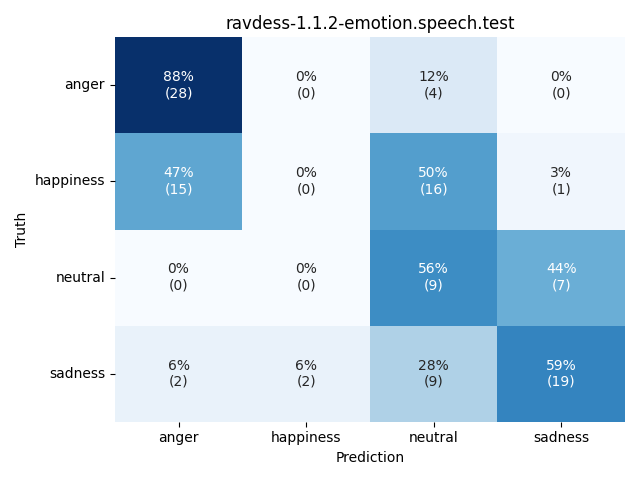 ravdess-1.1.2-emotion.speech.test
Truth
anger
88% 0% 12% 0%
(28) (0) (4) (0)
happiness
47% 0% 50% 3%
(15) (0) (16) (1)
neutral
0% 0% 56% 44%
(0) (0) (9) (7)
sadness
6% 6% 28% 59%
(2) (2) (9) (19)
anger happiness neutral sadness
Prediction